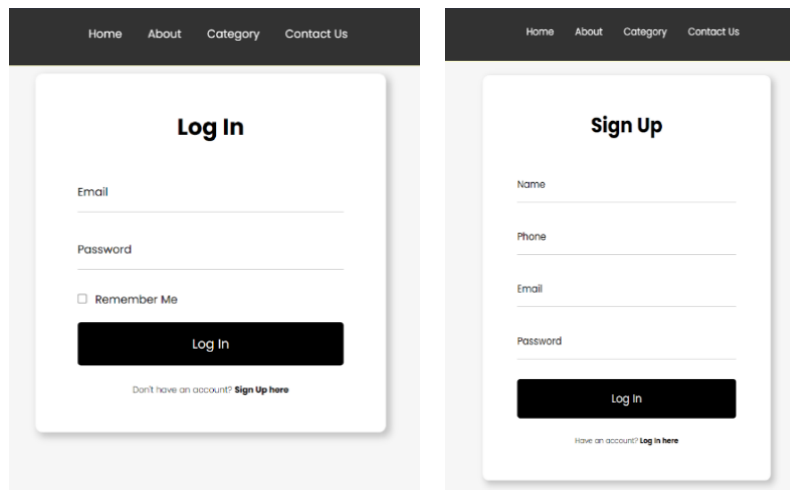 Home About Category Contact Us
Log In
Email
Password
Remember Me
Log In
Don't have an account? Sign Up here
Home About Category Contact Us
Sign Up
Name
Phone
Email
Password
Log In
Have an account? Log in here